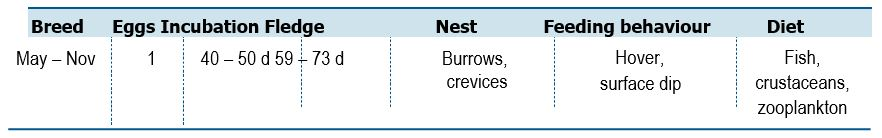 Breed Eggs Incubation Fledge Nest Feeding behaviour Diet
May – Nov 1 40 – 50 d 59 – 73 d Burrows, Hover, Fish,
crevices surface dip crustaceans,
zooplankton